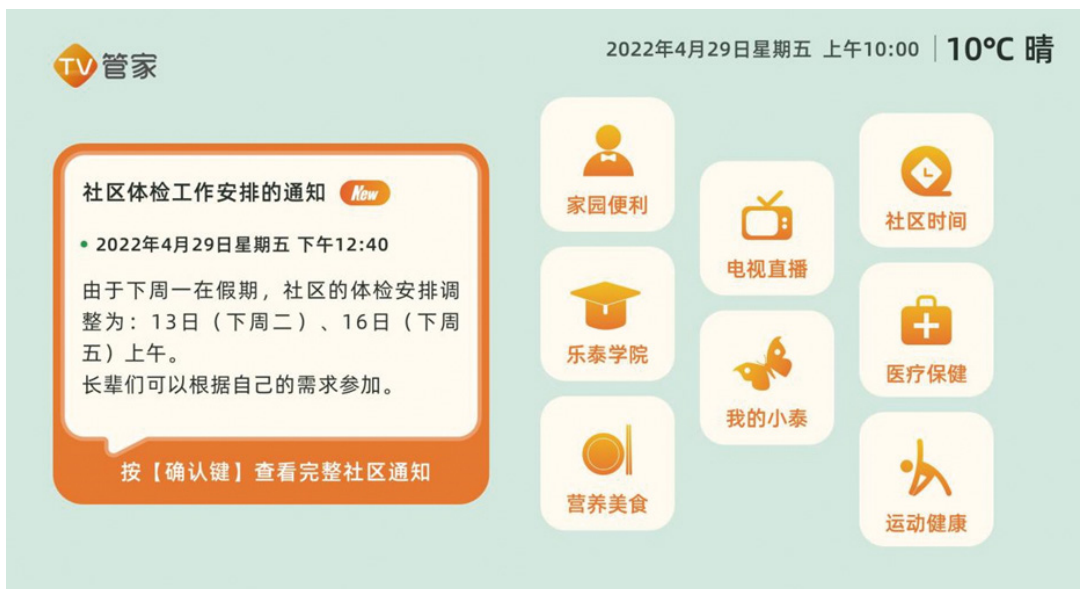 TV管家
2022年4月29日星期五 上午10:00
10℃ 晴
社区体检工作安排的通知 New
• 2022年4月29日星期五 下午12:40
由于下周一在假期，社区的体检安排调
整为：13日（下周二）、16日（下周
五）上午。
长辈们可以根据自己的需求参加。
按【确认键】查看完整社区通知
家园便利
乐泰学院
营养美食
电视直播
我的小泰
社区时间
医疗保健
运动健康